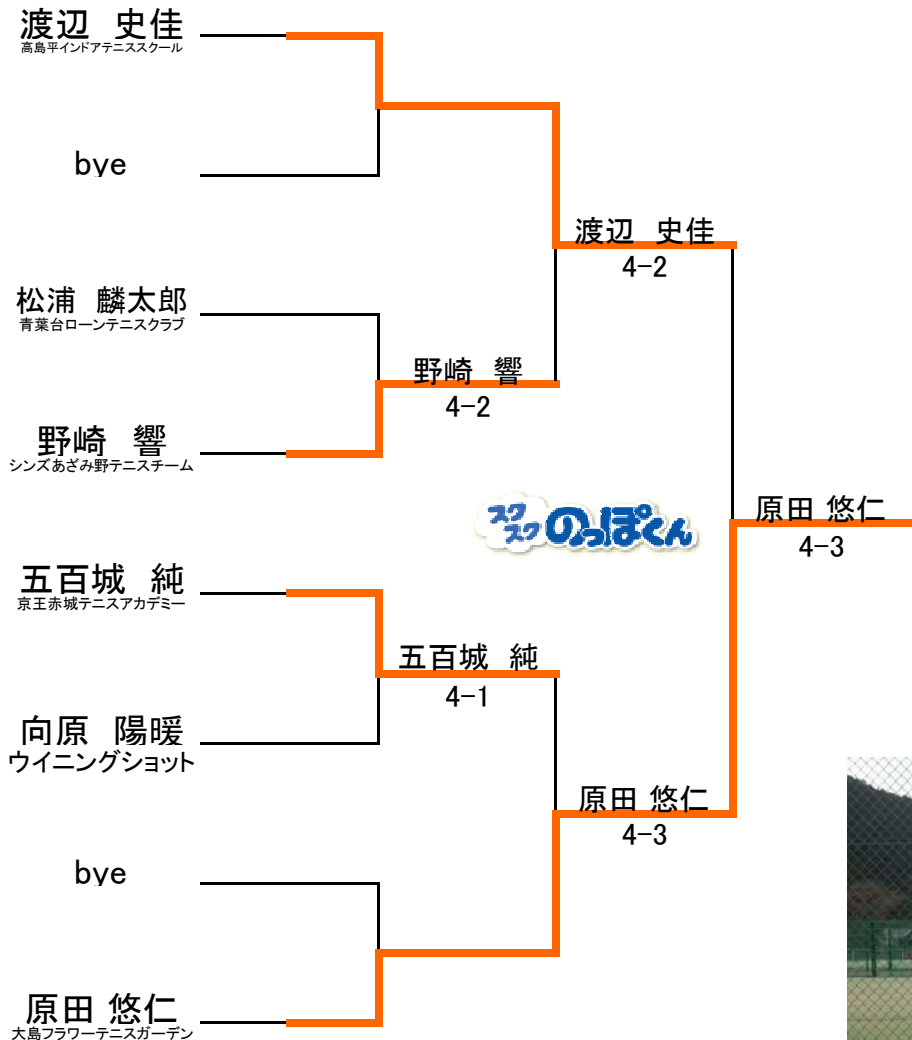 渡辺 史佳
高島平インドアテニススクール
bye
渡辺 史佳
4-2
松浦 麟太郎
青葉台ローンテニスクラブ
野崎 響
4-2
野崎 響
シンズあざみ野テニスチーム
スクスク のっぽくん
原田 悠仁
4-3
五百城 純
京王赤城テニスアカデミー
五百城 純
4-1
向原 陽暖
ウイニングショット
原田 悠仁
4-3
bye
原田 悠仁
大島フラワーテニスガーデン